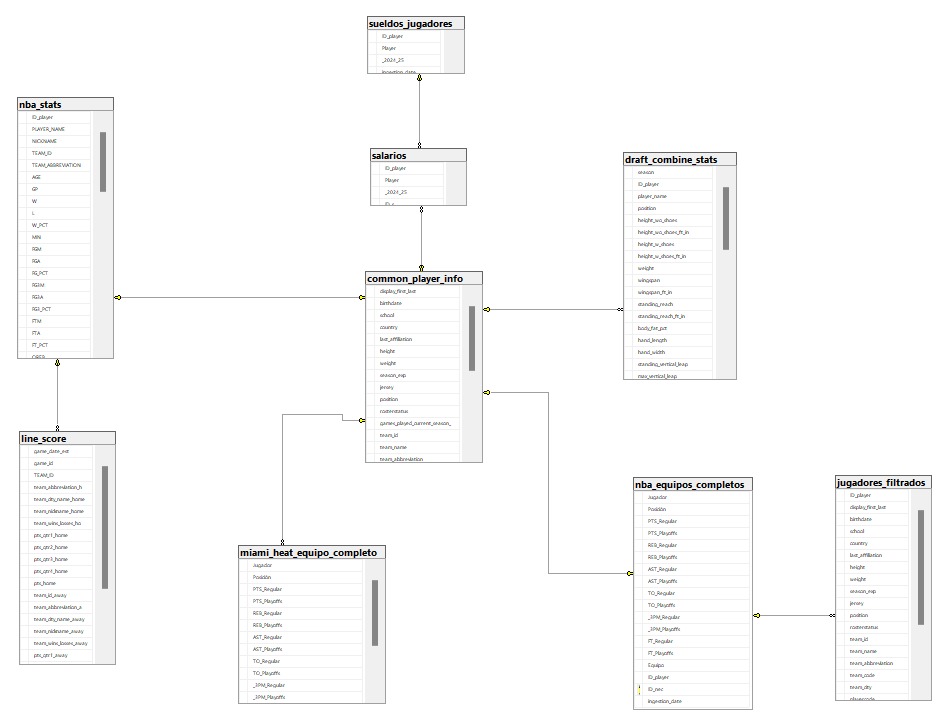 sueldos_jugadores
ID_player
Player
_2024_25
ingestion_date
nba_stats
ID_player
PLAYER_NAME
NICKNAME
TEAM_ID
TEAM_ABBREVIATION
AGE
GP
W
L
W_PCT
MIN
FGM
FGA
FG_PCT
FG3M
FG3A
FG3_PCT
FTM
FTA
FT_PCT
OREB
salarios
ID_player
Player
_2024_25
draft_combine_stats
season
ID_player
player_name
position
height_wo_shoes
height_wo_shoes_ft_in
height_w_shoes
height_w_shoes_ft_in
weight
wingspan
wingspan_ft_in
standing_reach
standing_reach_ft_in
body_fat_pct
hand_length
hand_width
standing_vertical_leap
max_vertical_leap
common_player_info
display_first_last
birthdate
school
country
last_affiliation
height
weight
season_exp
jersey
position
rosterstatus
games_played_current_season_
team_id
team_name
team_abbreviation
line_score
game_date_est
game_id
TEAM_ID
team_abbreviation_h
team_city_name_home
team_nickname_home
team_wins_losses_ho
pts_qtr1_home
pts_qtr2_home
pts_qtr3_home
pts_qtr4_home
pts_home
team_id_away
team_abbreviation_a
team_city_name_away
team_nickname_away
team_wins_losses_away
pts_qtr1_away
miami_heat_equipo_completo
Jugador
Posición
PTS_Regular
PTS_Playoffs
REB_Regular
REB_Playoffs
AST_Regular
AST_Playoffs
TO_Regular
TO_Playoffs
_3PM_Regular
_3PM_Playoffs
nba_equipos_completos
Jugador
Posición
PTS_Regular
PTS_Playoffs
REB_Regular
REB_Playoffs
AST_Regular
AST_Playoffs
TO_Regular
TO_Playoffs
_3PM_Regular
_3PM_Playoffs
FT_Regular
FT_Playoffs
Equipo
ID_player
ID_nec
ingestion_date
jugadores_filtrados
ID_player
display_first_last
birthdate
school
country
last_affiliation
height
weight
season_exp
jersey
position
rosterstatus
team_id
team_name
team_abbreviation
team_code
team_city
playercode